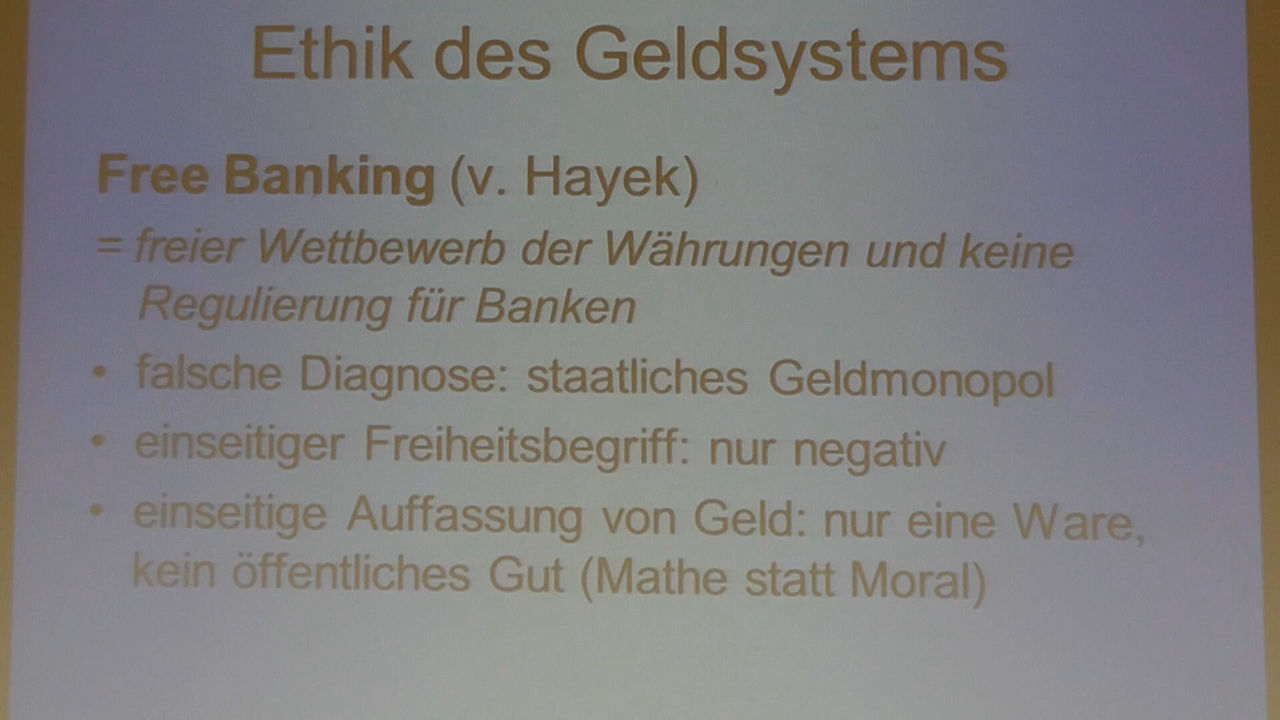 Ethik des Geldsystems
Free Banking (v. Hayek)
= freier Wettbewerb der Währungen und keine
Regulierung für Banken
• falsche Diagnose: staatliches Geldmonopol
• einseitiger Freiheitsbegriff: nur negativ
• einseitige Auffassung von Geld: nur eine Ware,
kein öffentliches Gut (Mathe statt Moral)